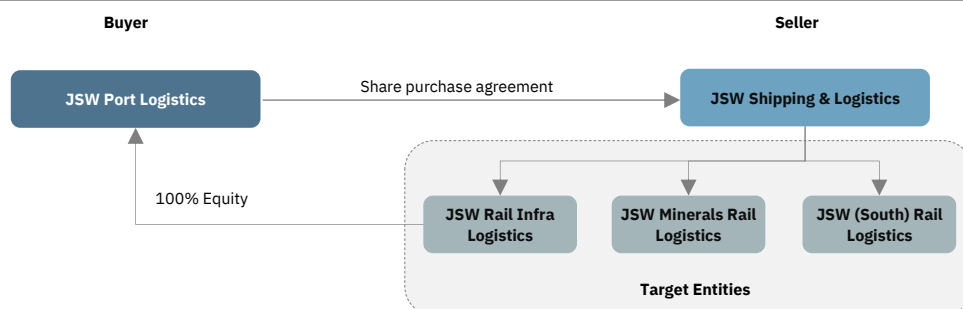 Buyer
Seller
JSW Port Logistics
Share purchase agreement
JSW Shipping & Logistics
100% Equity
JSW Rail Infra
Logistics
JSW Minerals Rail
Logistics
JSW (South) Rail
Logistics
Target Entities